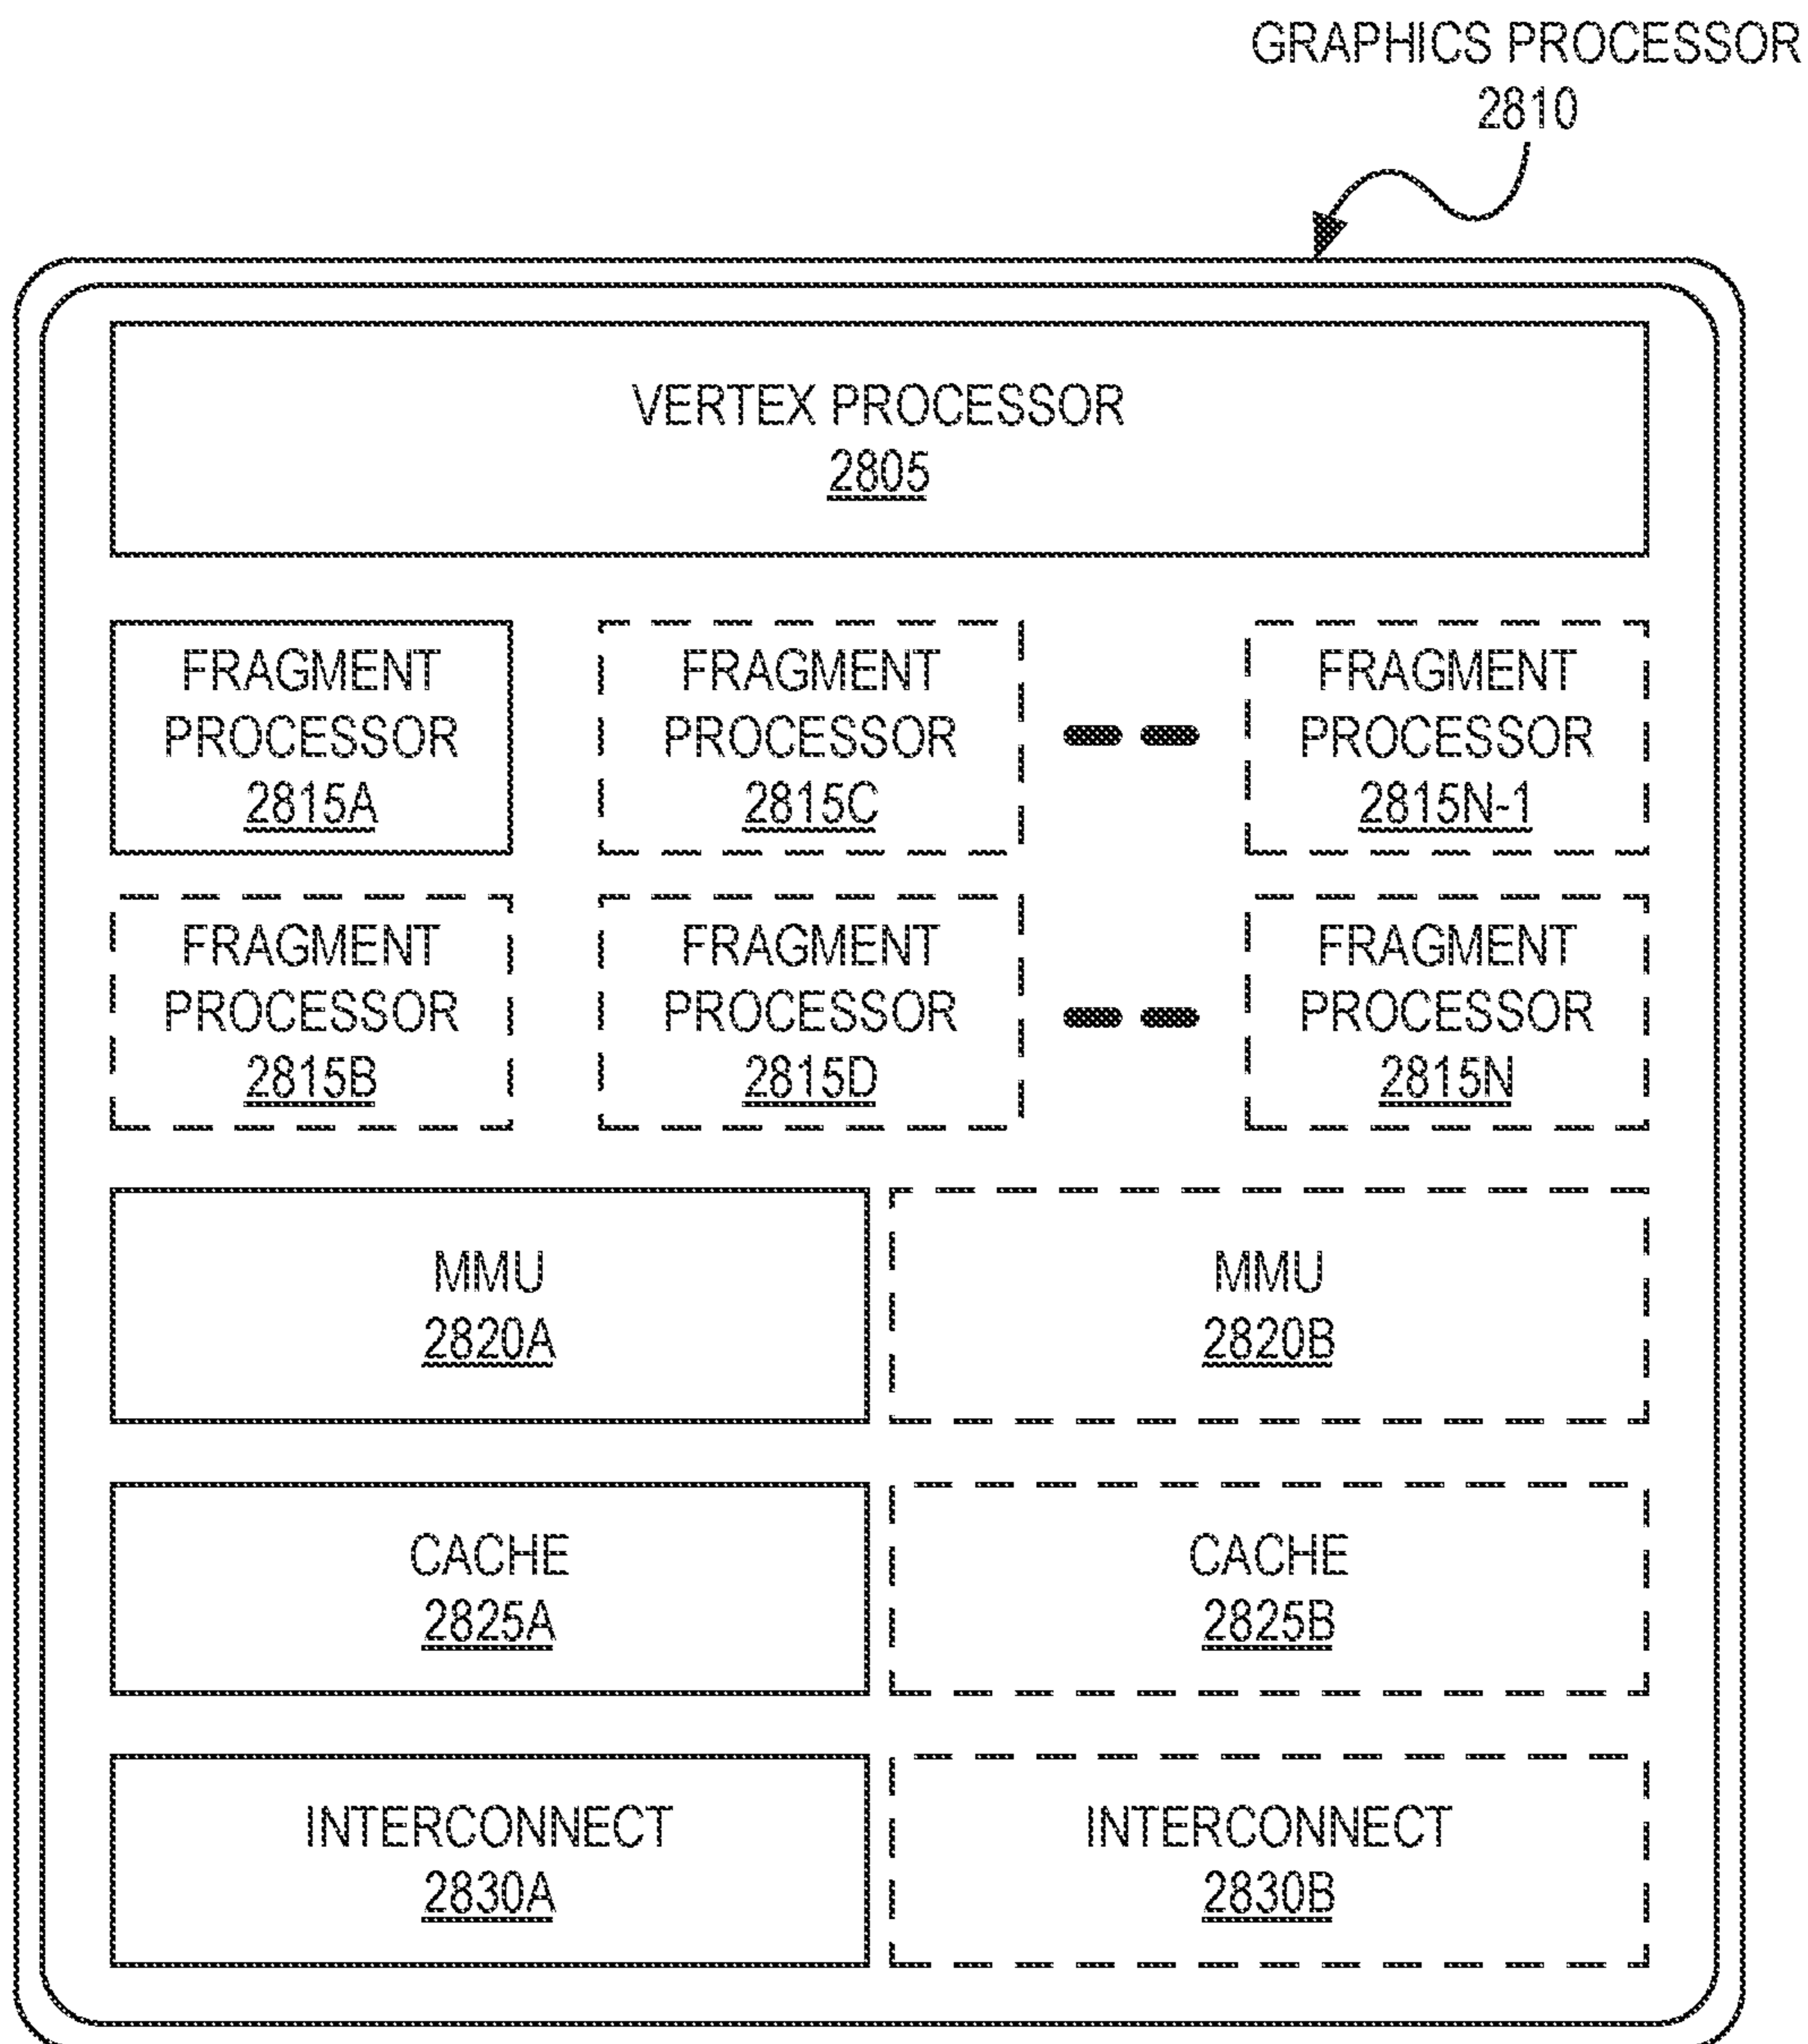 GRAPHICS PROCESSOR
2810
VERTEX PROCESSOR
2805
FRAGMENT
PROCESSOR
2815A
FRAGMENT
PROCESSOR
2815C
FRAGMENT
PROCESSOR
2815N-1
FRAGMENT
PROCESSOR
2815B
FRAGMENT
PROCESSOR
2815D
FRAGMENT
PROCESSOR
2815N
MMU
2820A
MMU
2820B
CACHE
2825A
CACHE
2825B
INTERCONNECT
2830A
INTERCONNECT
2830B